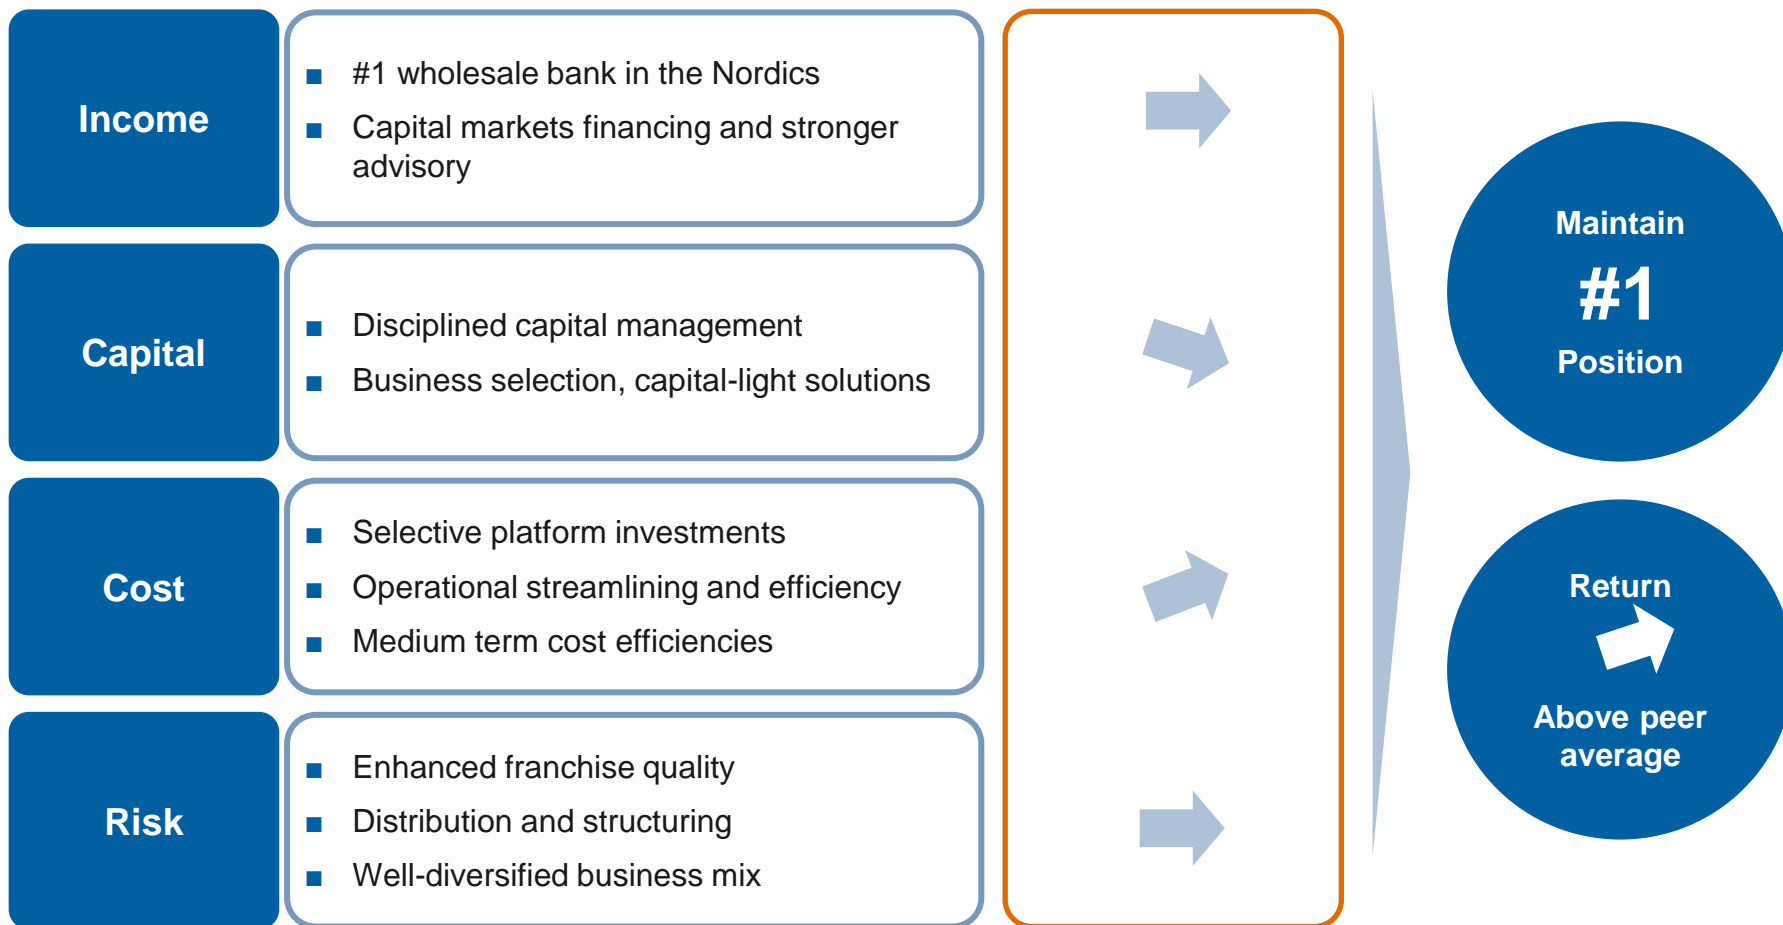 Income
#1 wholesale bank in the Nordics
Capital markets financing and stronger
advisory
Capital
Disciplined capital management
Business selection, capital-light solutions
Cost
Selective platform investments
Operational streamlining and efficiency
Medium term cost efficiencies
Risk
Enhanced franchise quality
Distribution and structuring
Well-diversified business mix
Maintain
#1
Position
Return
Above peer
average